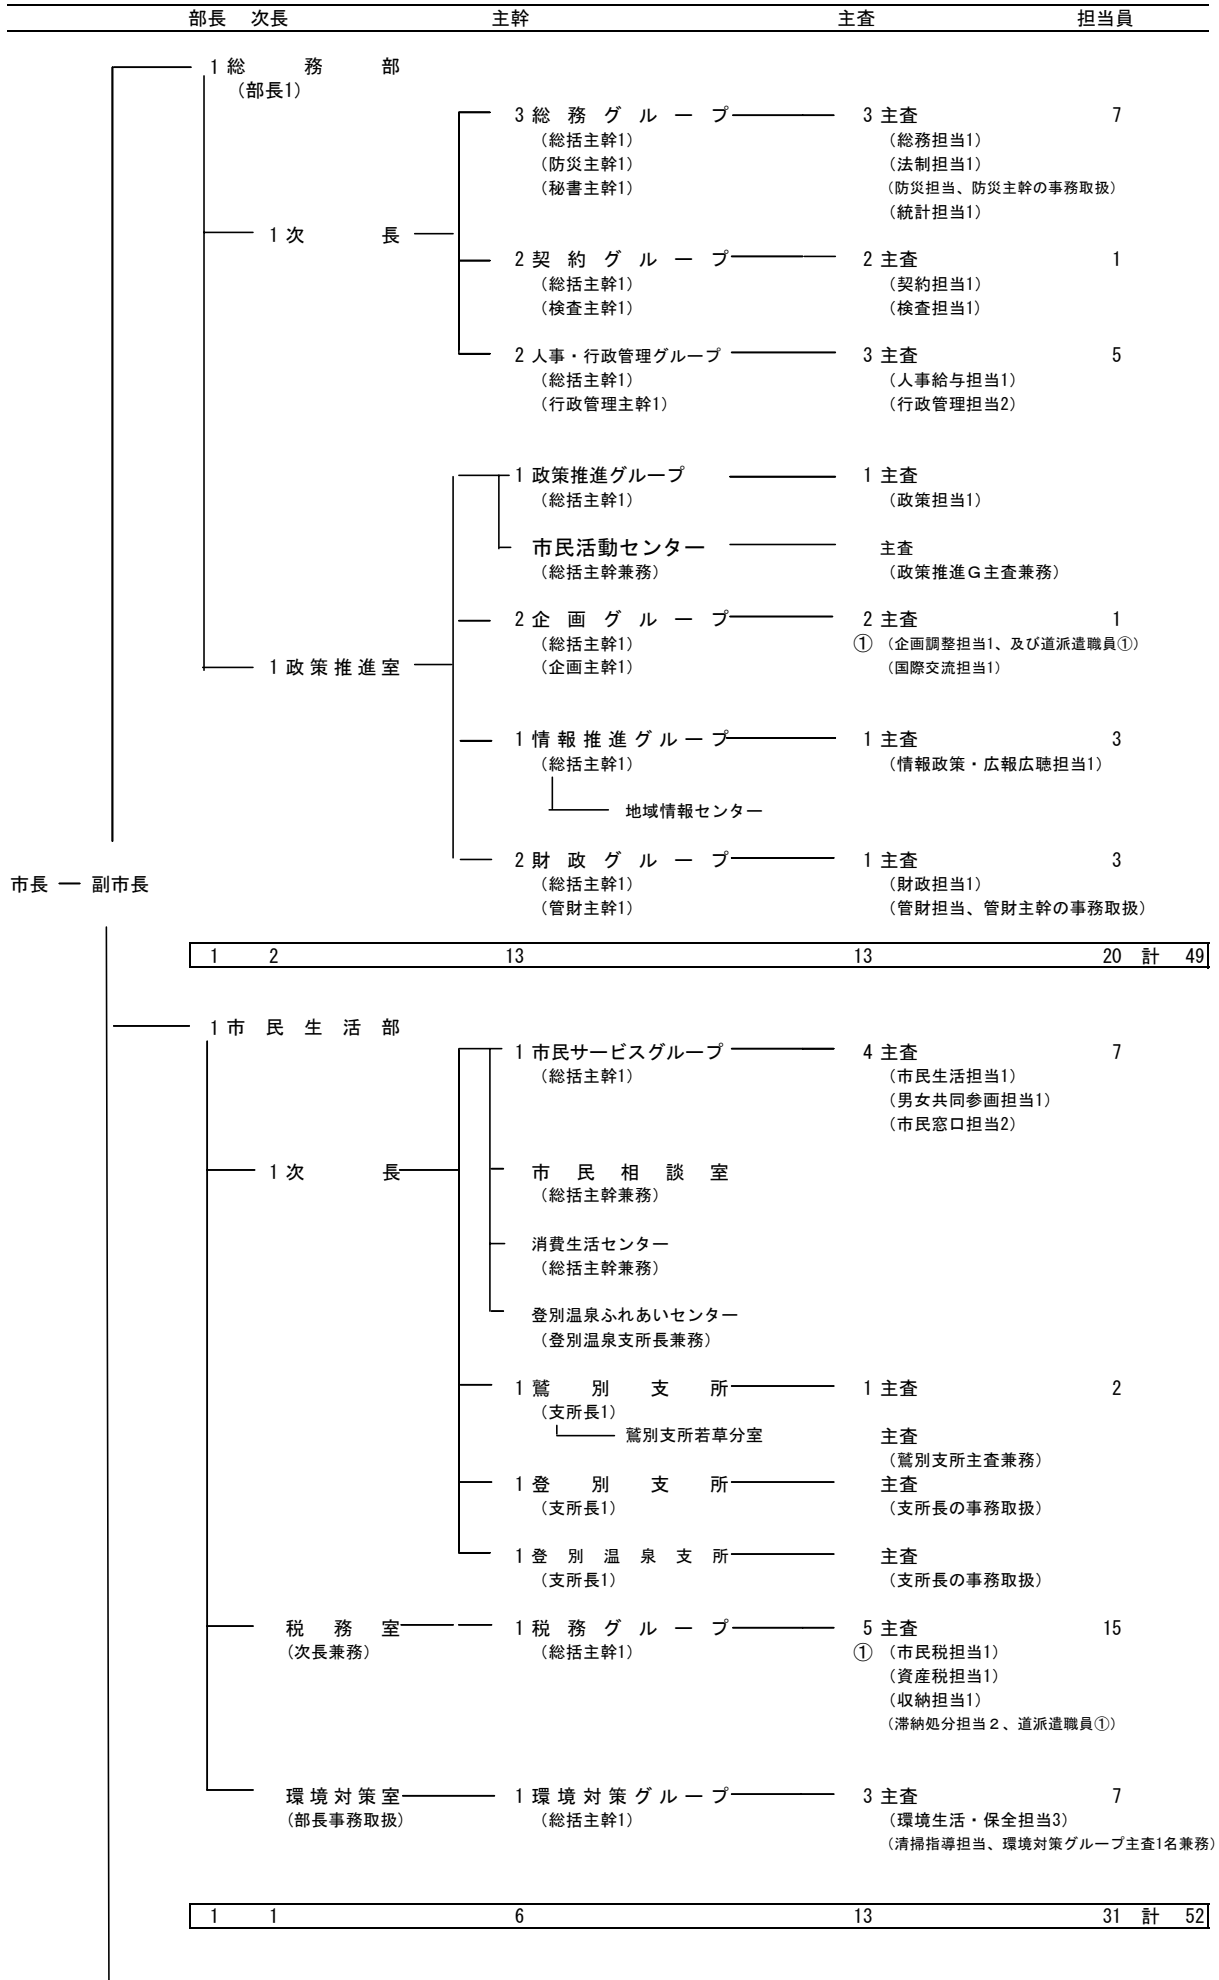 部長 次長 主幹 主査 担当員
1 総務部
(部長1)
3 総務グループ 3 主査 7
(総括主幹1) (総務担当1)
(防災主幹1) (法制担当1)
(秘書主幹1) (防災担当、防災主幹の事務取扱)
(統計担当1)
1 次長
2 契約グループ 2 主査 1
(総括主幹1) (契約担当1)
(検査主幹1) (検査担当1)
2 人事・行政管理グループ 3 主査 5
(総括主幹1) (人事給与担当1)
(行政管理主幹1) (行政管理担当2)
1 政策推進グループ 1 主査
(総括主幹1) (政策担当1)
市民活動センター 主査
(総括主幹兼務) (政策推進G主査兼務)
2 企画グループ 2 主査 1
(総括主幹1) ① (企画調整担当1、及び道派遣職員①)
1 政策推進室 (企画主幹1) (国際交流担当1)
1 情報推進グループ 1 主査 3
(総括主幹1) (情報政策・広報広聴担当1)
地域情報センター
2 財政グループ 1 主査 3
市長 副市長 (総括主幹1) (財政担当1)
(管財主幹1) (管財担当、管財主幹の事務取扱)
1 2 13 13 20 計 49
1 市民生活部
1 市民サービスグループ 4 主査 7
(総括主幹1) (市民生活担当1)
(男女共同参画担当1)
(市民窓口担当2)
1 次長 市民相談室
(総括主幹兼務)
消費生活センター
(総括主幹兼務)
登別温泉ふれあいセンター
(登別温泉支所長兼務)
1 鷲別支所 1 主査 2
(支所長1)
鷲別支所若草分室 主査
(鷲別支所主査兼務)
1 登別支所 主査
(支所長1) (支所長の事務取扱)
1 登別温泉支所 主査
(支所長1) (支所長の事務取扱)
税務室 1 税務グループ 5 主査 15
(次長兼務) (総括主幹1) ① (市民税担当1)
(資産税担当1)
(収納担当1)
(滞納処分担当２、道派遣職員①)
環境対策室 1 環境対策グループ 3 主査 7
(部長事務取扱) (総括主幹1) (環境生活・保全担当3)
(清掃指導担当、環境対策グループ主査1名兼務)
1 1 6 13 31 計 52